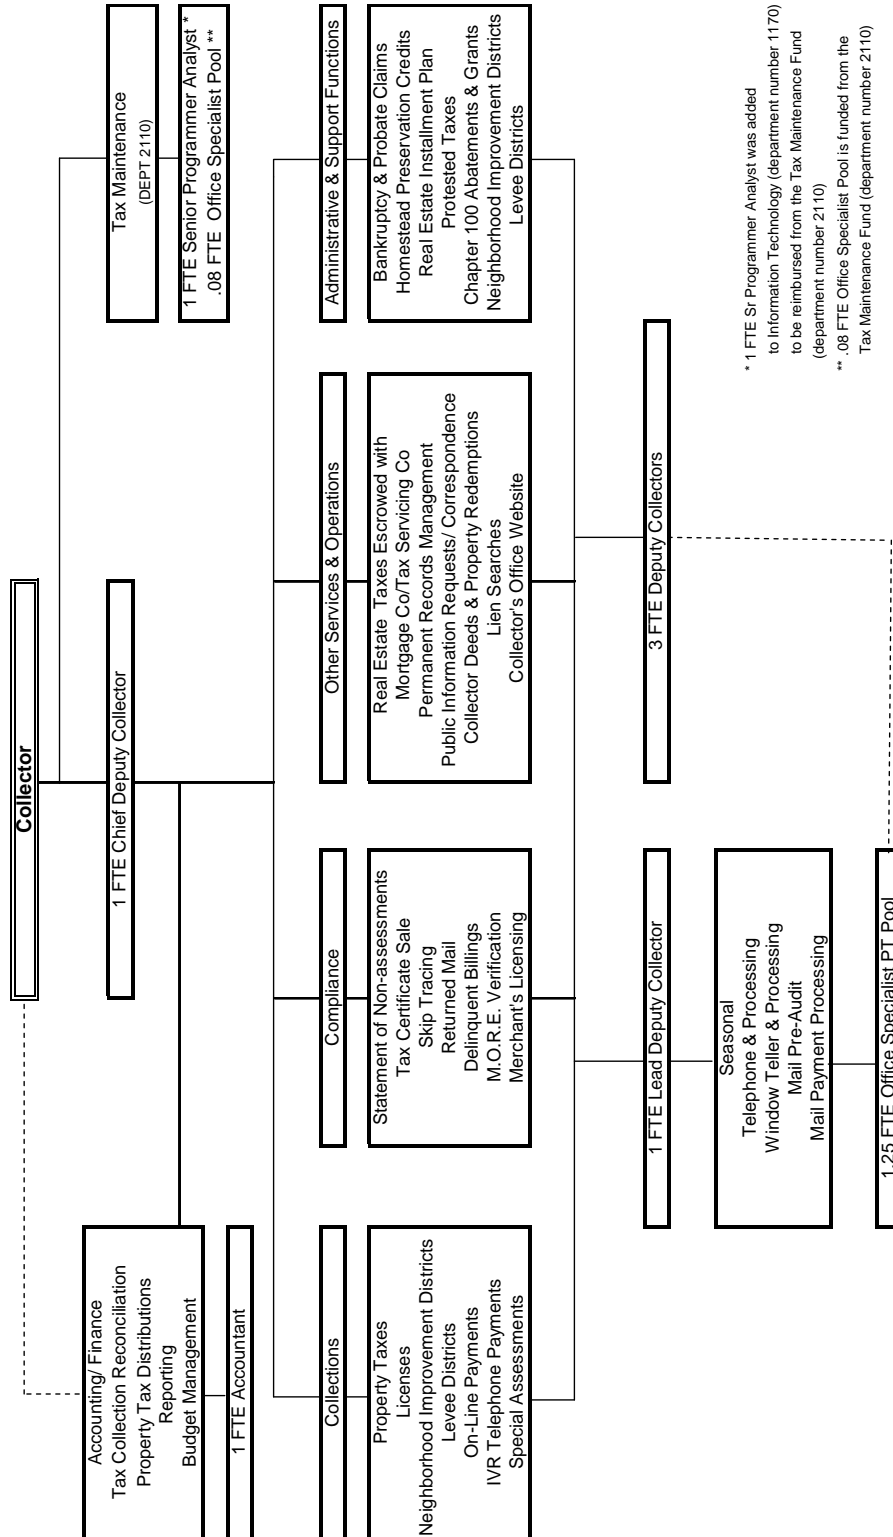 Collector
Tax Maintenance
(DEPT 2110)
1 FTE Senior Programmer Analyst *
.08 FTE Office Specialist Pool **
1 FTE Chief Deputy Collector
Accounting/ Finance
Tax Collection Reconciliation
Property Tax Distributions
Reporting
Budget Management
1 FTE Accountant
Collections
Property Taxes
Licenses
Neighborhood Improvement Districts
Levee Districts
On-Line Payments
IVR Telephone Payments
Special Assessments
Compliance
Statement of Non-assessments
Tax Certificate Sale
Skip Tracing
Returned Mail
Delinquent Billings
M.O.R.E. Verification
Merchant's Licensing
Other Services & Operations
Real Estate Taxes Escrowed with
Mortgage Co/Tax Servicing Co
Permanent Records Management
Public Information Requests/ Correspondence
Collector Deeds & Property Redemptions
Lien Searches
Collector's Office Website
Administrative & Support Functions
Bankruptcy & Probate Claims
Homestead Preservation Credits
Real Estate Installment Plan
Protested Taxes
Chapter 100 Abatements & Grants
Neighborhood Improvement Districts
Levee Districts
1 FTE Lead Deputy Collector
3 FTE Deputy Collectors
Seasonal
Telephone & Processing
Window Teller & Processing
Mail Pre-Audit
Mail Payment Processing
1.25 FTE Office Specialist PT Pool
* 1 FTE Sr Programmer Analyst was added
to Information Technology (department number 1170)
to be reimbursed from the Tax Maintenance Fund
(department number 2110)
** .08 FTE Office Specialist Pool is funded from the
Tax Maintenance Fund (department number 2110)